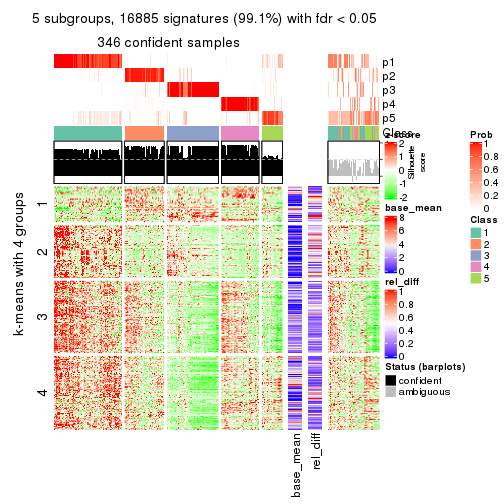 5 subgroups, 16885 signatures (99.1%) with fdr < 0.05
346 confident samples
p1
p2
p3
p4
p5
Class
Silhouette
score
1
2
3
4
k-means with 4 groups
base_mean
rel_diff
z-score
2
1
0
-1
-2
base_mean
8
6
4
2
0
rel_diff
1
0.8
0.6
0.4
0.2
0
Status (barplots)
confident
ambiguous
Prob
1
0.8
0.6
0.4
0.2
0
Class
1
2
3
4
5